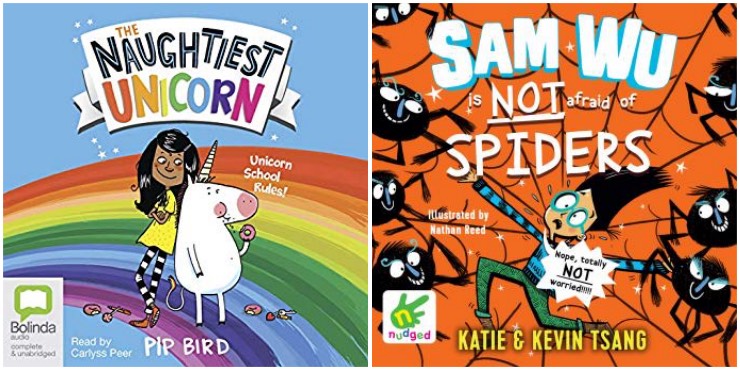 THE
NAUGHTIEST
UNICORN
Unicorn
School
Rules!
Bolinda
audio
complete
& unabridged
Read by
Carlyss Peer
PIP BIRD
SAM WU
is NOT afraid of
SPIDERS
Illustrated by
Nathan Reed
Nope, totally
NOT
worried!!!!!
n
nudged
KATIE & KEVIN TSANG